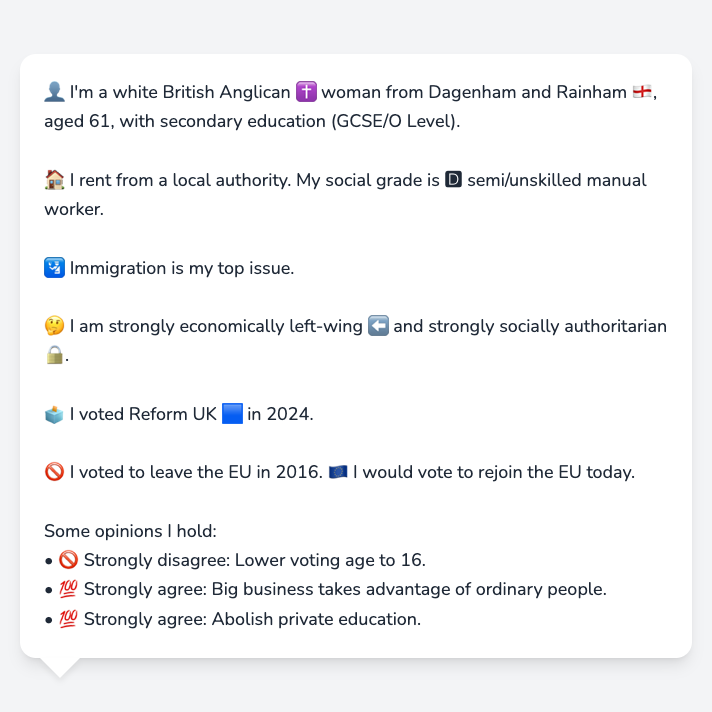 👤 I'm a white British Anglican ✝️ woman from Dagenham and Rainham 🏴󠁧󠁢󠁥󠁮󠁧󠁿,
aged 61, with secondary education (GCSE/O Level).
🏠 I rent from a local authority. My social grade is 🅳 semi/unskilled manual
worker.
🛂 Immigration is my top issue.
🤔 I am strongly economically left-wing ⬅️ and strongly socially authoritarian
🔒.
🗳️ I voted Reform UK 🟦 in 2024.
🚫 I voted to leave the EU in 2016. 🇪🇺 I would vote to rejoin the EU today.
Some opinions I hold:
• 🚫 Strongly disagree: Lower voting age to 16.
• 💯 Strongly agree: Big business takes advantage of ordinary people.
• 💯 Strongly agree: Abolish private education.